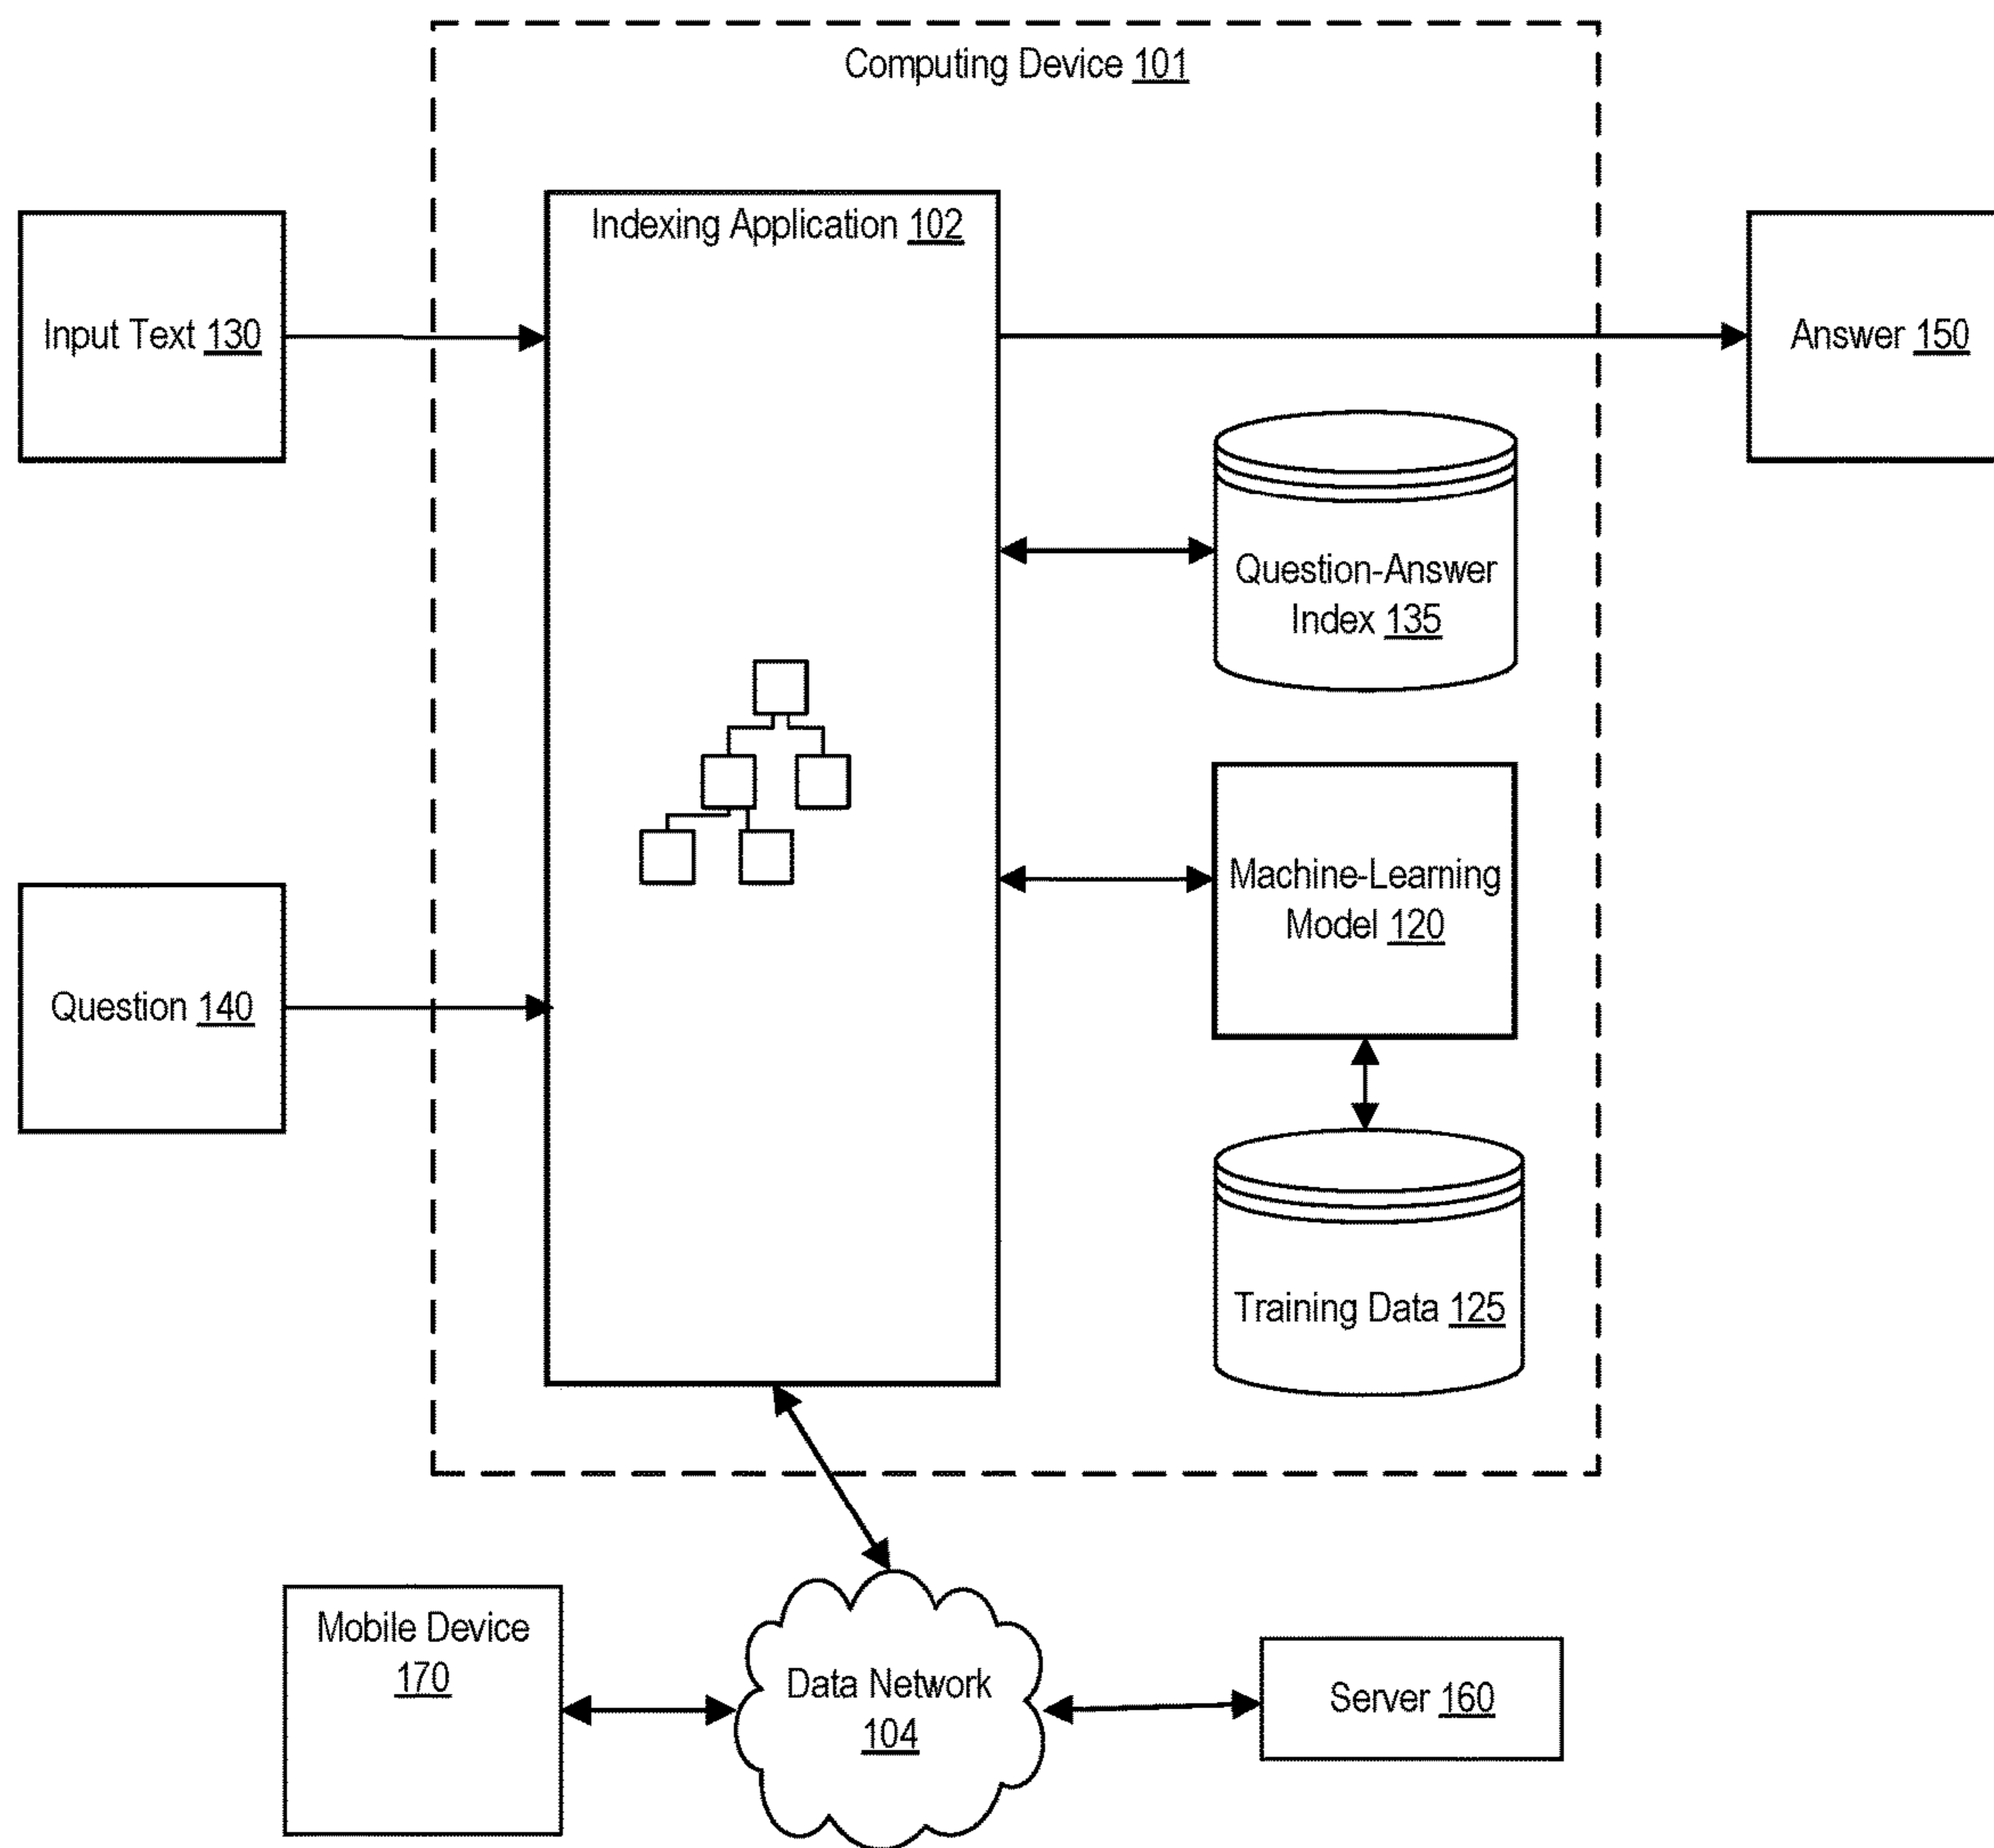 Computing Device 101
Indexing Application 102
Input Text 130
Answer 150
Question-Answer
Index 135
Machine-Learning
Model 120
Question 140
Training Data 125
Mobile Device
170
Data Network
104
Server 160